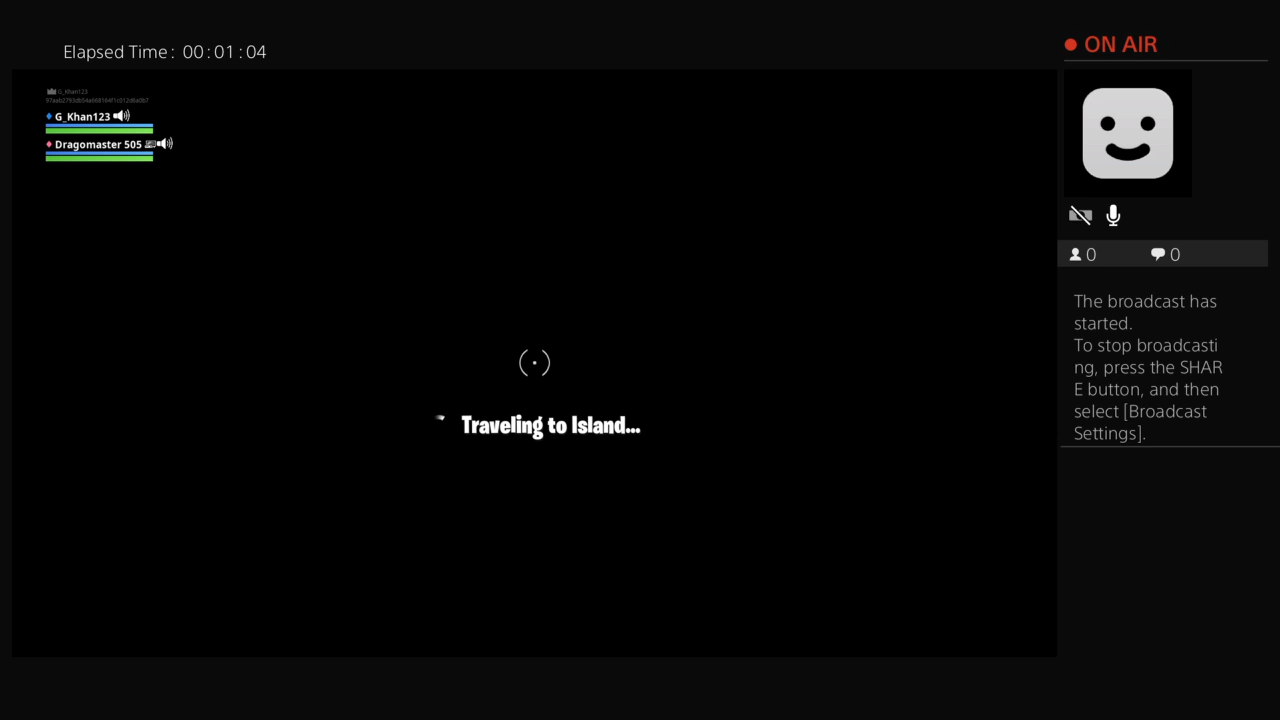 Elapsed Time: 00:01:04
ON AIR
G_Khan123
G_Khan123
Dragomaster 505
0 0
The broadcast has
started.
To stop broadcasti
ng, press the SHAR
E button, and then
select [Broadcast
Settings].
Traveling to Island...